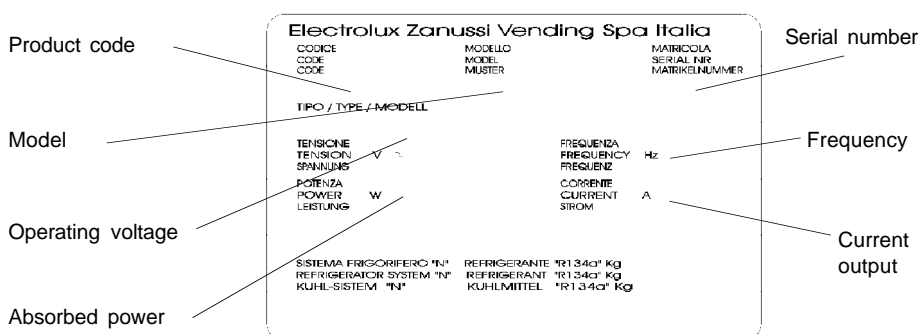 Electrolux Zanussi Vending Spa Italia
CODICE MODELLO MATRICOLA
CODE MODEL SERIAL NR
CODE MUSTER MATRIKELNUMMER
TIPO / TYPE / MODELL
TENSIONE FREQUENZA
TENSION V ~ FREQUENCY Hz
SPANNUNG FREQUENZ
POTENZA CORRENTE
POWER W CURRENT A
LEISTUNG STROM
SISTEMA FRIGORIFERO "N" REFRIGERANTE "R134a" Kg
REFRIGERATOR SYSTEM "N" REFRIGERANT "R134a" Kg
KUHL-SISTEM "N" KUHLMITTEL "R134a" Kg
Product code
Model
Operating voltage
Absorbed power
Serial number
Frequency
Current
output